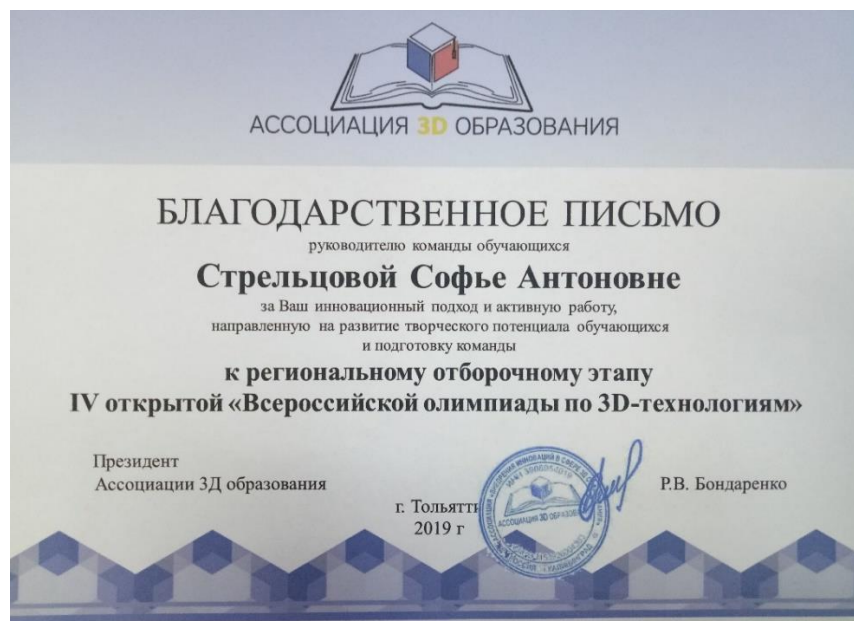 АССОЦИАЦИЯ 3D ОБРАЗОВАНИЯ
БЛАГОДАРСТВЕННОЕ ПИСЬМО
руководителю команды обучающихся
Стрельцовой Софье Антоновне
за Ваш инновационный подход и активную работу,
направленную на развитие творческого потенциала обучающихся
и подготовку команды
к региональному отборочному этапу
IV открытой «Всероссийской олимпиады по 3D-технологиям»
Президент
Ассоциации 3Д образования
Р.В. Бондаренко
г. Тольятти
2019 г
АССОЦИАЦИЯ 3D ОБРАЗОВ